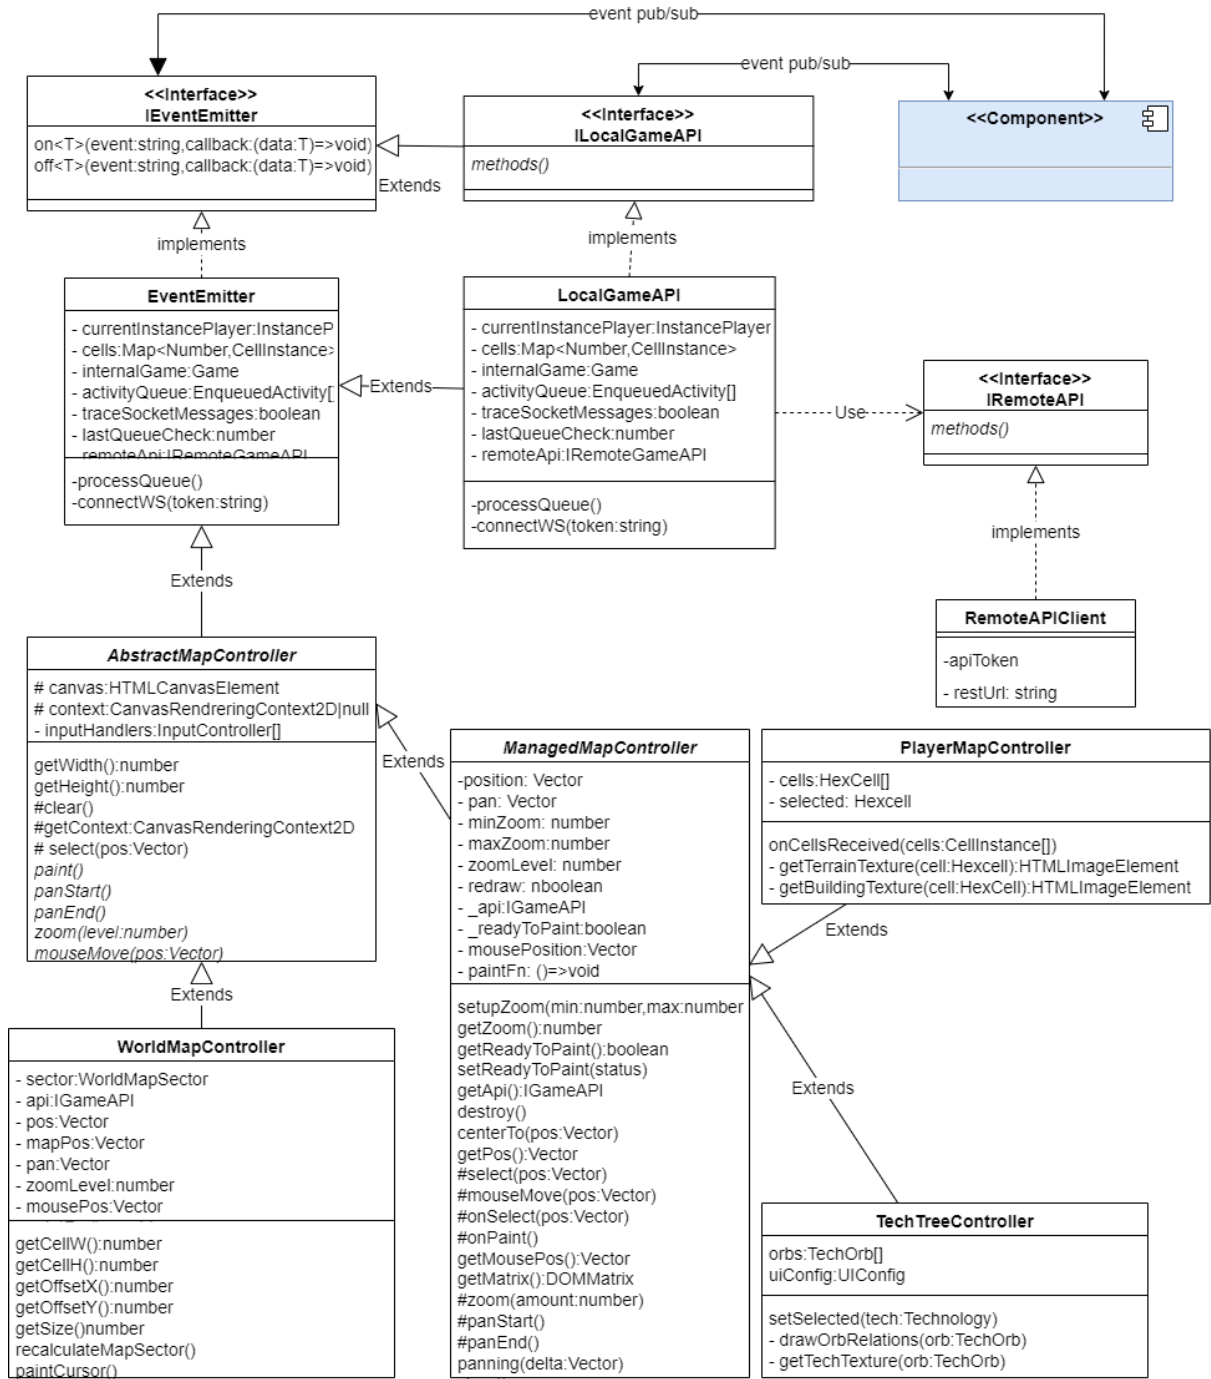 event pub/sub
event pub/sub
<<Interface>>
IEventEmitter
on<T>(event:string,callback:(data:T)=>void)
off<T>(event:string,callback:(data:T)=>void)
<<Interface>>
ILocalGameAPI
methods()
<<Component>>
Extends
implements
implements
EventEmitter
- currentInstancePlayer:InstanceP
- cells:Map<Number,CellInstance>
- internalGame:Game
- activityQueue:EnqueuedActivity[]
- traceSocketMessages:boolean
- lastQueueCheck:number
- remoteApi:IRemoteGameAPI
-processQueue()
-connectWS(token:string)
Extends
LocalGameAPI
- currentInstancePlayer:InstancePlayer
- cells:Map<Number,CellInstance>
- internalGame:Game
- activityQueue:EnqueuedActivity[]
- traceSocketMessages:boolean
- lastQueueCheck:number
- remoteApi:IRemoteGameAPI
-processQueue()
-connectWS(token:string)
Use
<<Interface>>
IRemoteAPI
methods()
implements
RemoteAPIClient
-apiToken
- restUrl: string
Extends
AbstractMapController
# canvas:HTMLCanvasElement
# context:CanvasRendreringContext2D|null
- inputHandlers:InputController[]
getWidth():number
getHeight():number
#clear()
#getContext:CanvasRenderingContext2D
# select(pos:Vector)
paint()
panStart()
panEnd()
zoom(level:number)
mouseMove(pos:Vector)
Extends
Extends
WorldMapController
- sector:WorldMapSector
- api:IGameAPI
- pos:Vector
- mapPos:Vector
- pan:Vector
- zoomLevel:number
- mousePos:Vector
getCellW():number
getCellH():number
getOffsetX():number
getOffsetY():number
getSize()number
recalculateMapSector()
paintCursor()
ManagedMapController
-position: Vector
- pan: Vector
- minZoom: number
- maxZoom:number
- zoomLevel: number
- redraw: nboolean
- _api:IGameAPI
- _readyToPaint:boolean
- mousePosition:Vector
- paintFn: ()=>void
setupZoom(min:number,max:number
getZoom():number
getReadyToPaint():boolean
setReadyToPaint(status)
getApi():IGameAPI
destroy()
centerTo(pos:Vector)
getPos():Vector
#select(pos:Vector)
#mouseMove(pos:Vector)
#onSelect(pos:Vector)
#onPaint()
getMousePos():Vector
getMatrix():DOMMatrix
#zoom(amount:number)
#panStart()
#panEnd()
panning(delta:Vector)
PlayerMapController
- cells:HexCell[]
- selected: Hexcell
onCellsReceived(cells:CellInstance[])
- getTerrainTexture(cell:Hexcell):HTMLImageElement
- getBuildingTexture(cell:HexCell):HTMLImageElement
Extends
Extends
TechTreeController
orbs:TechOrb[]
uiConfig:UIConfig
setSelected(tech:Technology)
- drawOrbRelations(orb:TechOrb)
- getTechTexture(orb:TechOrb)